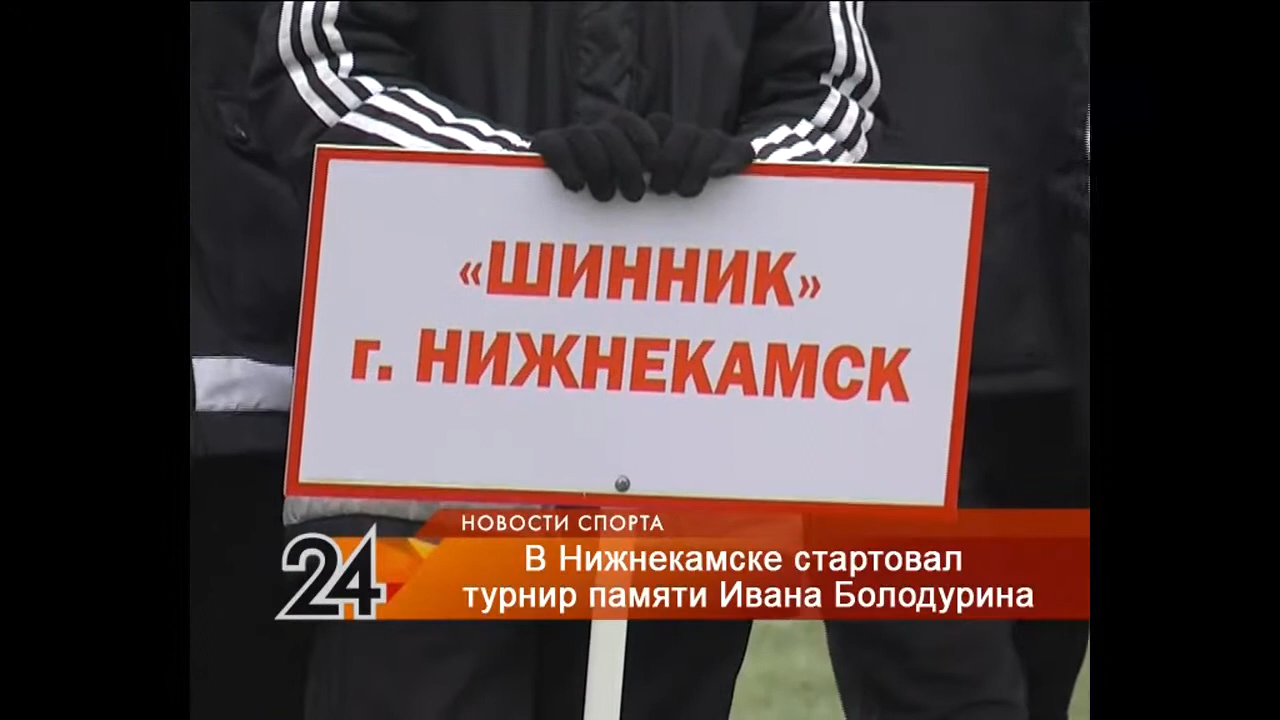 «ШИННИК»
г. НИЖНЕКАМСК
НОВОСТИ СПОРТА
24
В Нижнекамске стартовал
турнир памяти Ивана Болодурина